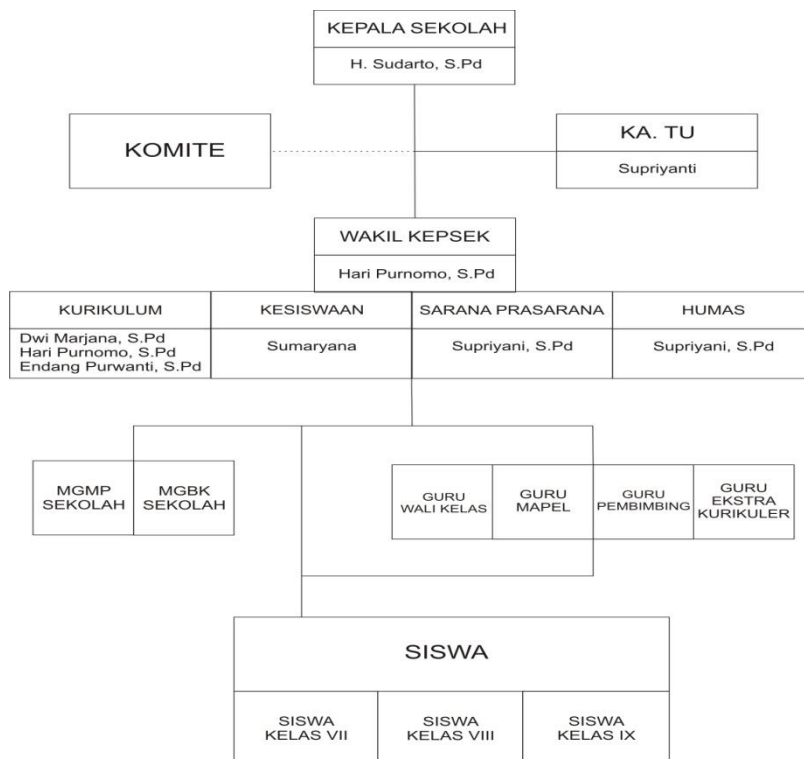 KEPALA SEKOLAH
H. Sudarto, S.Pd
KOMITE
KA. TU
Supriyanti
WAKIL KEPSEK
Hari Purnomo, S.Pd
KURIKULUM
Dwi Marjana, S.Pd
Hari Purnomo, S.Pd
Endang Purwanti, S.Pd
KESISWAAN
Sumaryana
SARANA PRASARANA
Supriyani, S.Pd
HUMAS
Supriyani, S.Pd
MGMP
SEKOLAH
MGBK
SEKOLAH
GURU
WALI KELAS
GURU
MAPEL
GURU
PEMBIMBING
GURU
EKSTRA
KURIKULER
SISWA
SISWA
KELAS VII
SISWA
KELAS VIII
SISWA
KELAS IX